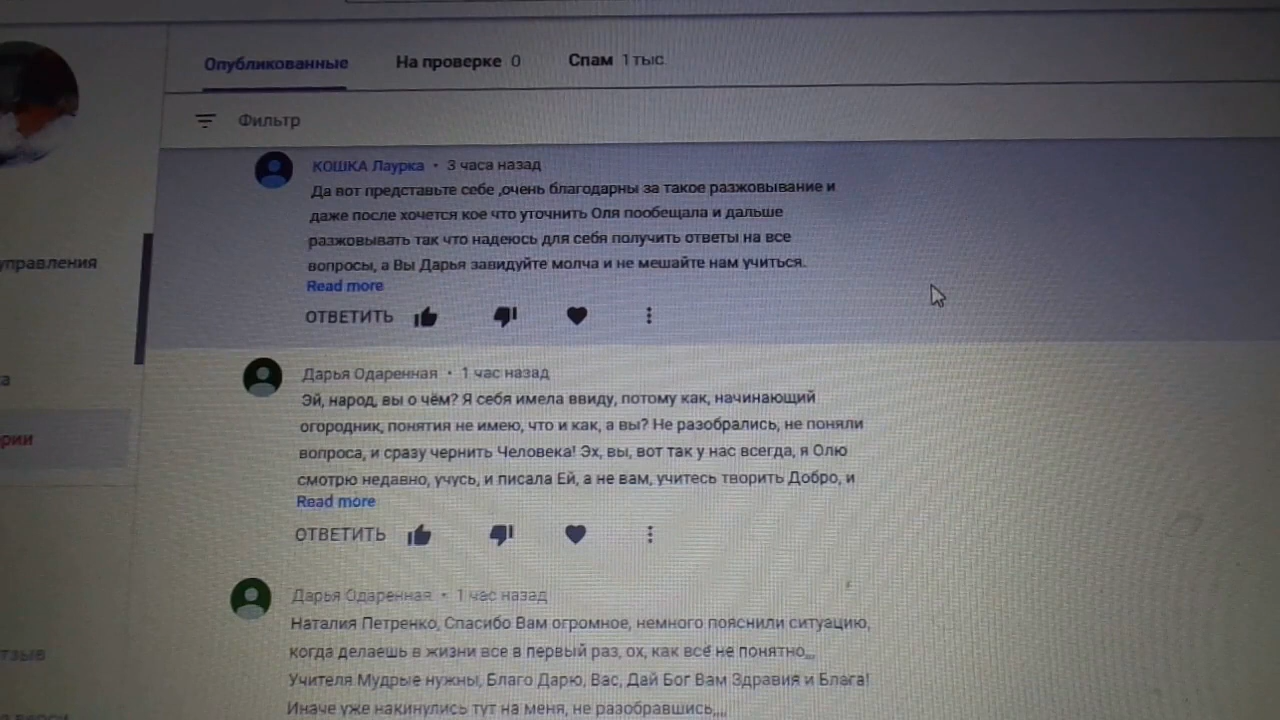 Опубликованные На проверке 0 Спам 1 тыс.
Фильтр
КОШКА Лаурка • 3 часа назад
Да вот представьте себе ,очень благодарны за такое разжовывание и
даже после хочется кое что уточнить Оля пообещала и дальше
разжовывать так что надеюсь для себя получить ответы на все
вопросы, а Вы Дарья завидуйте молча и не мешайте нам учиться.
Read more
ОТВЕТИТЬ
управления
Дарья Одаренная • 1 час назад
Эй, народ, вы о чём? Я себя имела ввиду, потому как, начинающий
огородник, понятия не имею, что и как, а вы? Не разобрались, не поняли
вопроса, и сразу чернить Человека! Эх, вы, вот так у нас всегда, я Олю
смотрю недавно, учусь, и писала Ей, а не вам, учитесь творить Добро, и
Read more
ОТВЕТИТЬ
рии
Дарья Одаренная • 1 час назад
Наталия Петренко, Спасибо Вам огромное, немного пояснили ситуацию,
когда делаешь в жизни все в первый раз, ох, как всё не понятно,,,
Учителя Мудрые нужны, Благо Дарю, Вас, Дай Бог Вам Здравия и Блага!
Иначе уже накинулись тут на меня, не разобравшись,,,,
тзыв